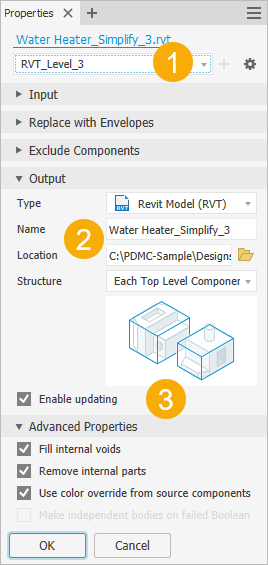 Properties × +
Water Heater_Simplify_3.rvt
RVT_Level_3
1
Input
Replace with Envelopes
Exclude Components
Output
Type RVT Revit Model (RVT)
Name Water Heater_Simplify_3
2
Location C:\PDMC-Sample\Designs
Structure Each Top Level Componen
Enable updating
3
Advanced Properties
Fill internal voids
Remove internal parts
Use color override from source components
Make independent bodies on failed Boolean
OK Cancel